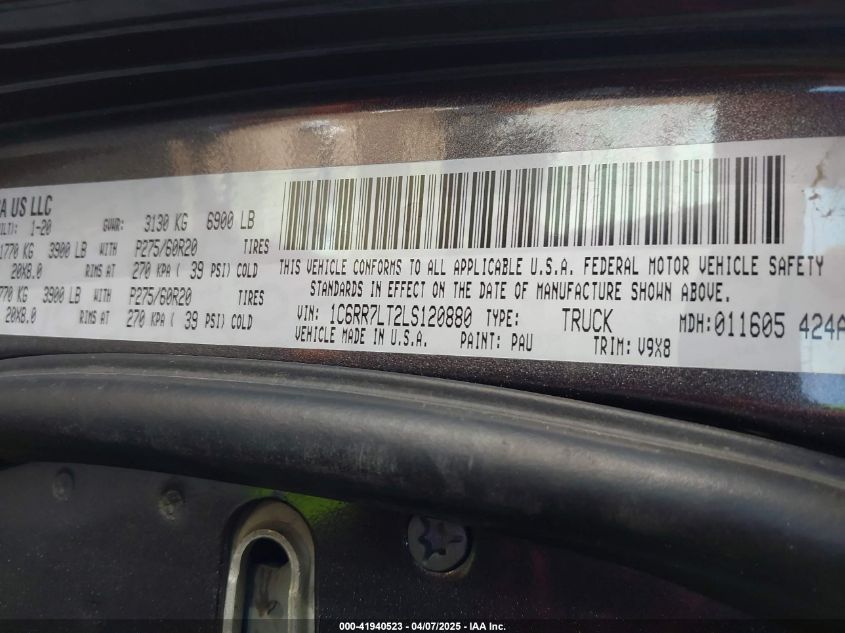 A US LLC
1-20 GVWR: 3130 KG 6900 LB
1770 KG 3900 LB WITH P275/60R20 TIRES
20X8.0 RIMS AT 270 KPA ( 39 PSI) COLD
770 KG 3900 LB WITH P275/60R20 TIRES
20X8.0 RIMS AT 270 KPA ( 39 PSI) COLD
THIS VEHICLE CONFORMS TO ALL APPLICABLE U.S.A. FEDERAL MOTOR VEHICLE SAFETY
STANDARDS IN EFFECT ON THE DATE OF MANUFACTURE SHOWN ABOVE.
VIN: 1C6RR7LT2LS120880 TYPE: TRUCK MDH:011605 424A
VEHICLE MADE IN U.S.A. PAINT: PAU TRIM: V9X8
000-41940523 - 04/07/2025 - IAA Inc.